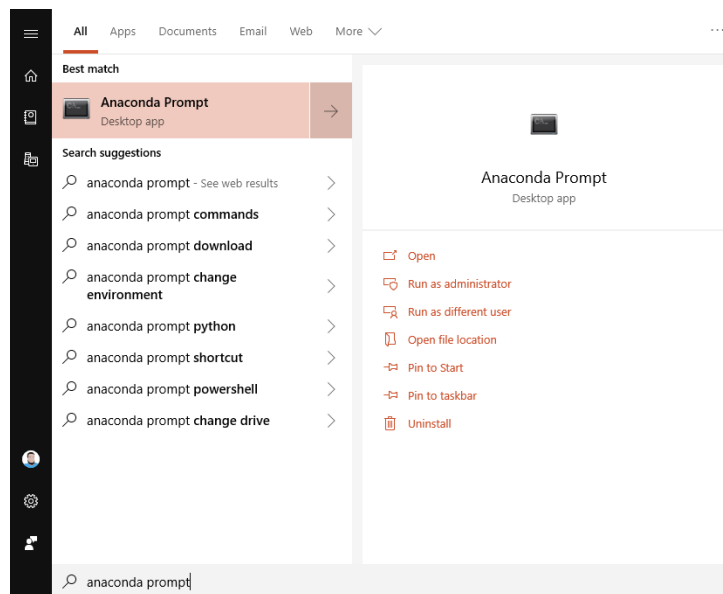 All Apps Documents Email Web More ...
Best match
Anaconda Prompt
Desktop app
Search suggestions
anaconda prompt - See web results
anaconda prompt commands
anaconda prompt download
anaconda prompt change
environment
anaconda prompt python
anaconda prompt shortcut
anaconda prompt powershell
anaconda prompt change drive
Anaconda Prompt
Desktop app
Open
Run as administrator
Run as different user
Open file location
Pin to Start
Pin to taskbar
Uninstall
anaconda prompt